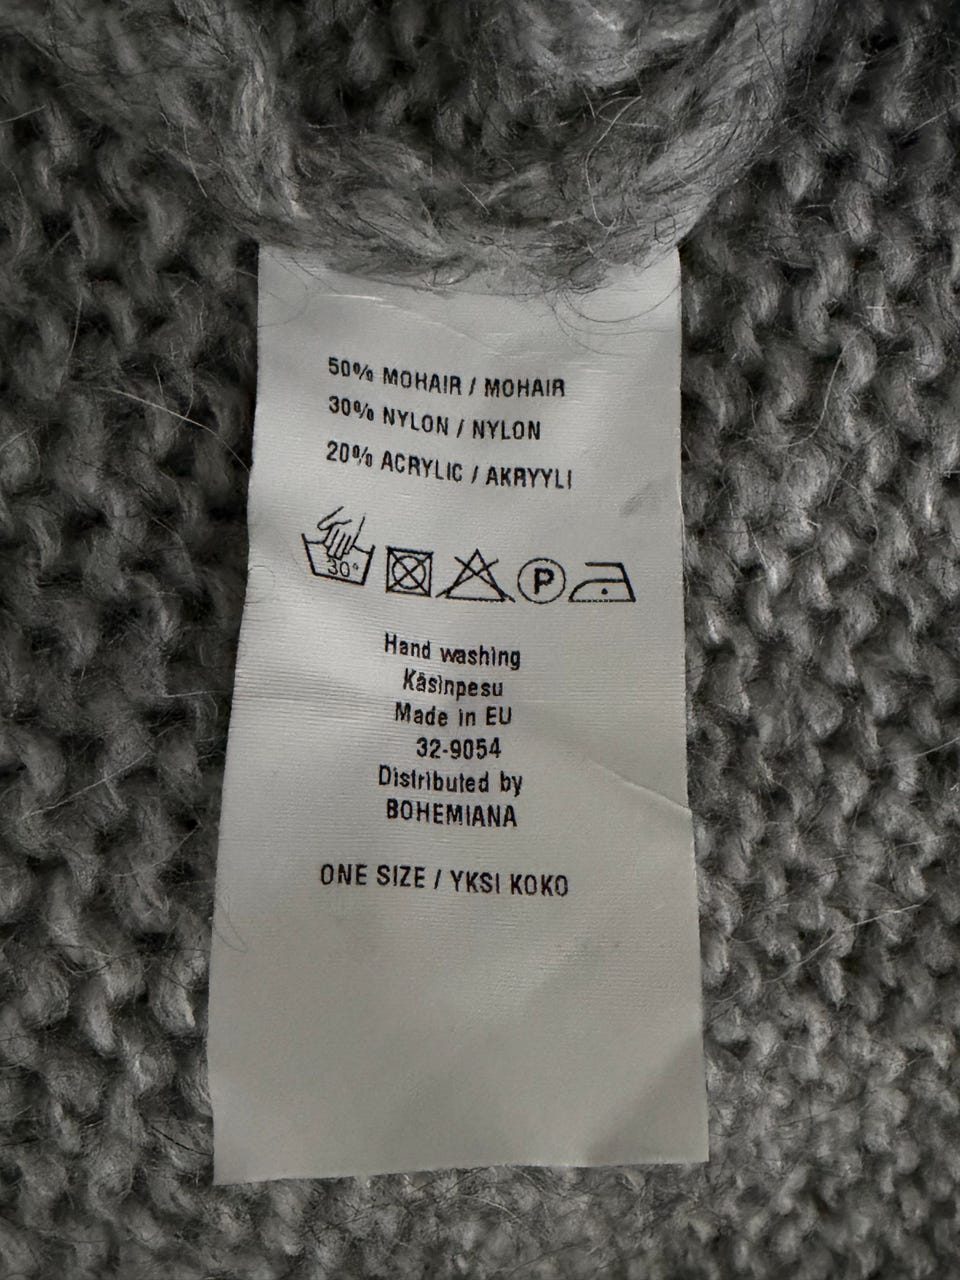 50% MOHAIR / MOHAIR
30% NYLON / NYLON
20% ACRYLIC / AKRYYLI
30° P
Hand washing
Käsinpesu
Made in EU
32-9054
Distributed by
BOHEMIANA
ONE SIZE / YKSI KOKO